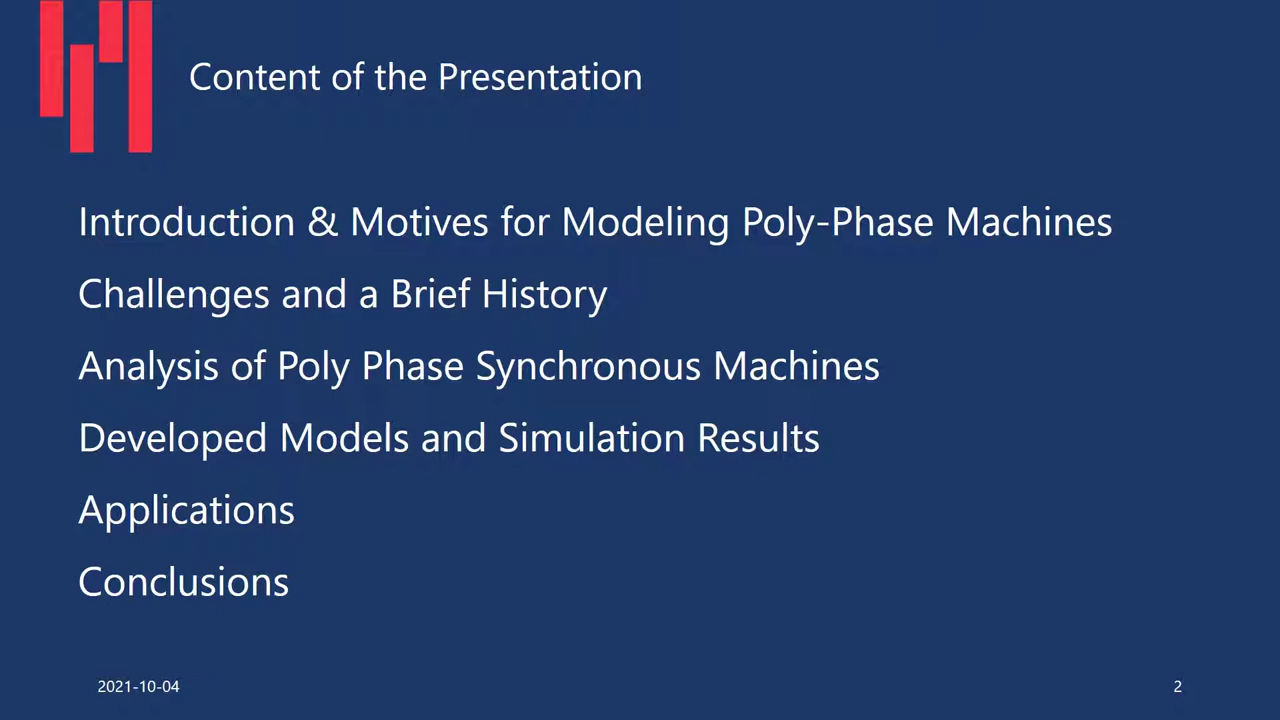 Content of the Presentation
Introduction & Motives for Modeling Poly-Phase Machines
Challenges and a Brief History
Analysis of Poly Phase Synchronous Machines
Developed Models and Simulation Results
Applications
Conclusions
2021-10-04
2